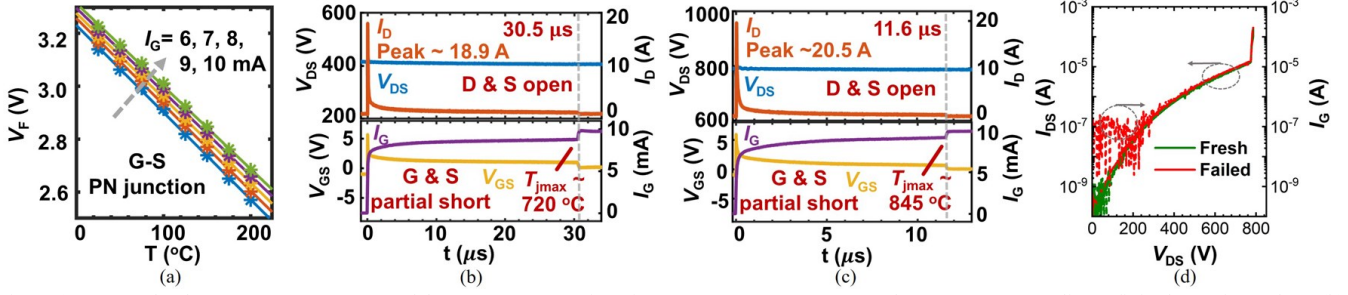 3.2
3.0
2.8
2.6
V_F (V)
I_G= 6, 7, 8,
9, 10 mA
G-S
PN junction
0 100 200
T (°C)
(a)
600
400
200
V_DS (V)
I_D
30.5 μs
Peak ~ 18.9 A
V_DS
D & S open
20
10
0
I_D (A)
5
0
-5
V_GS (V)
I_G
G & S
V_GS
T_jmax ~
partial short
720 °C
10
5
0
I_G (mA)
0 10 20 30
t (μs)
(b)
1000
800
600
V_DS (V)
I_D
11.6 μs
Peak ~20.5 A
V_DS
D & S open
20
10
0
I_D (A)
5
0
-5
V_GS (V)
I_G
G & S
V_GS
T_jmax ~
partial short
845 °C
10
5
0
I_G (mA)
0 5 10
t (μs)
(c)
10⁻³
10⁻⁵
10⁻⁷
10⁻⁹
I_DS (A)
Fresh
Failed
10⁻³
10⁻⁵
10⁻⁷
10⁻⁹
I_G (A)
0 200 400 600 800
V_DS (V)
(d)